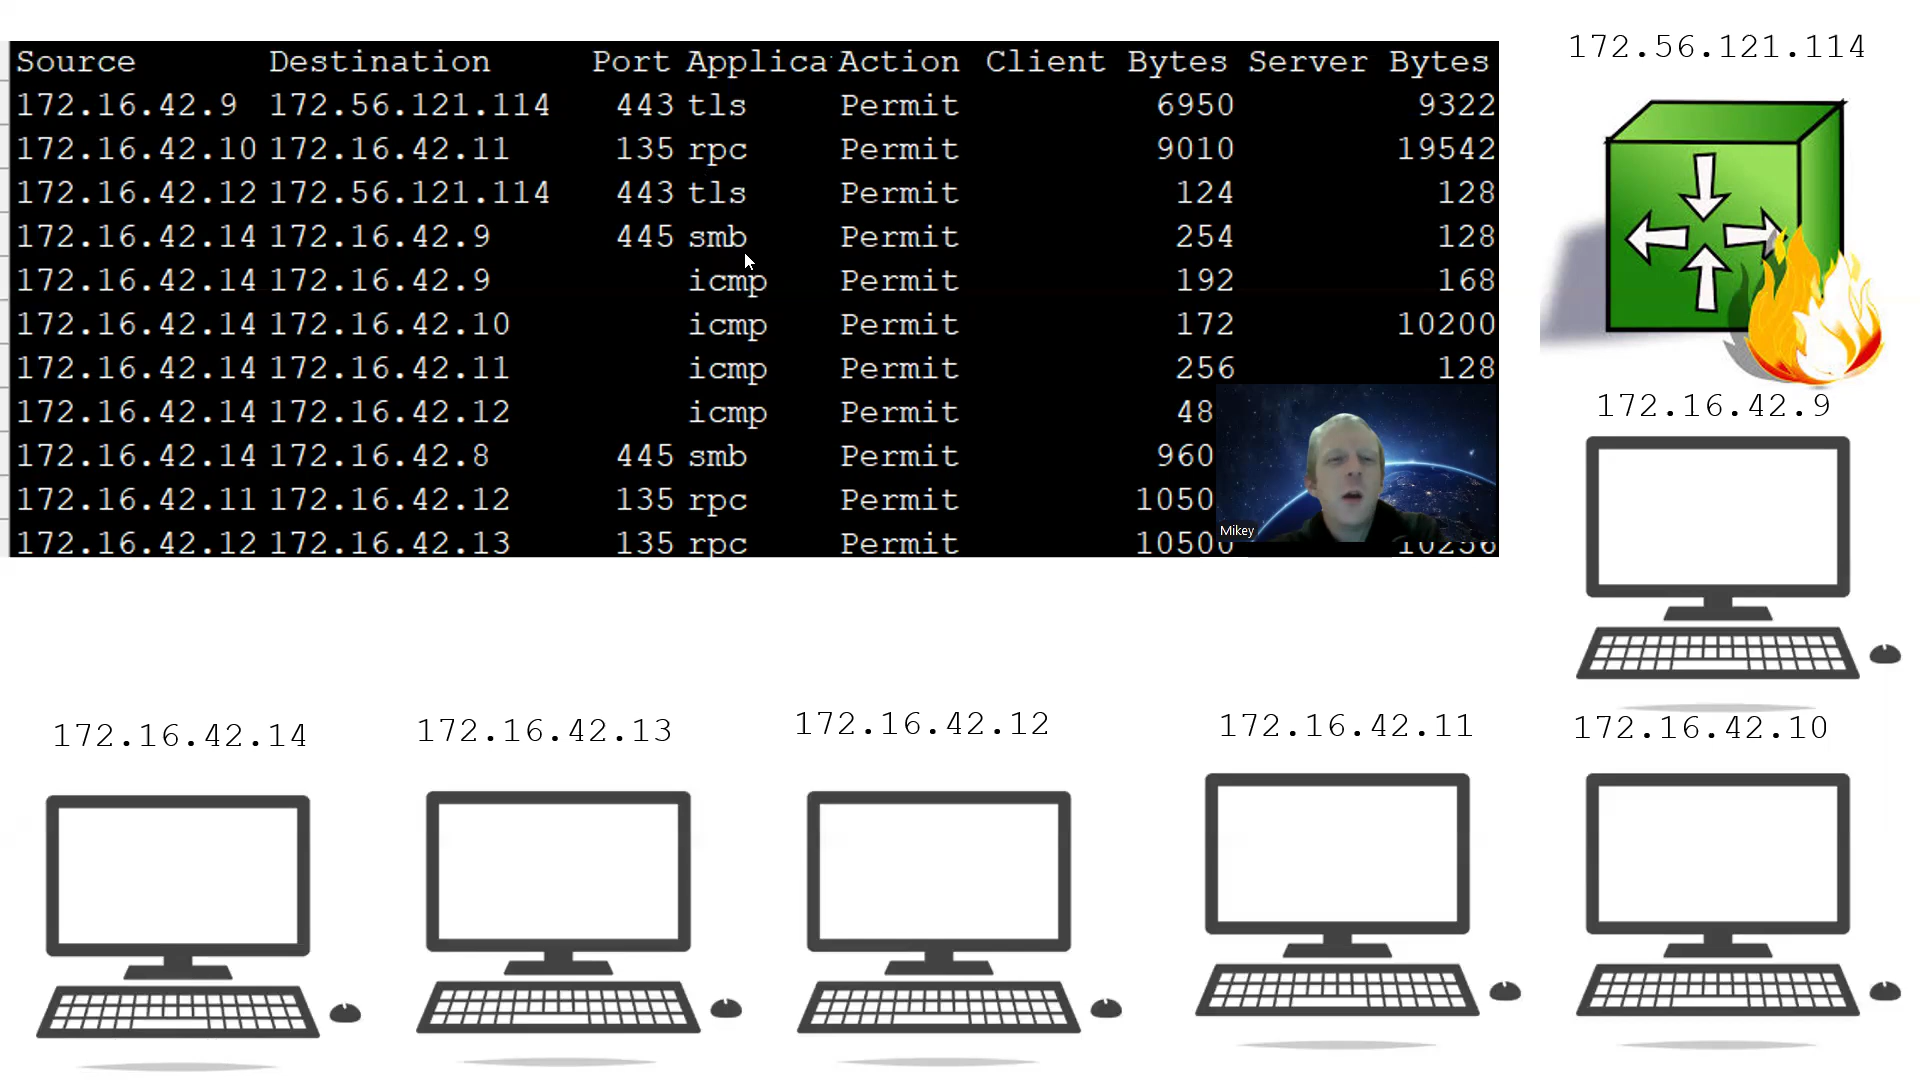 Source Destination Port Applica Action Client Bytes Server Bytes
172.16.42.9 172.56.121.114 443 tls Permit 6950 9322
172.16.42.10 172.16.42.11 135 rpc Permit 9010 19542
172.16.42.12 172.56.121.114 443 tls Permit 124 128
172.16.42.14 172.16.42.9 445 smb Permit 254 128
172.16.42.14 172.16.42.9 icmp Permit 192 168
172.16.42.14 172.16.42.10 icmp Permit 172 10200
172.16.42.14 172.16.42.11 icmp Permit 256 128
172.16.42.14 172.16.42.12 icmp Permit 48
172.16.42.14 172.16.42.8 445 smb Permit 960
172.16.42.11 172.16.42.12 135 rpc Permit 1050
172.16.42.12 172.16.42.13 135 rpc Permit 10500 10256
Mikey
172.56.121.114
172.16.42.9
172.16.42.14
172.16.42.13
172.16.42.12
172.16.42.11
172.16.42.10